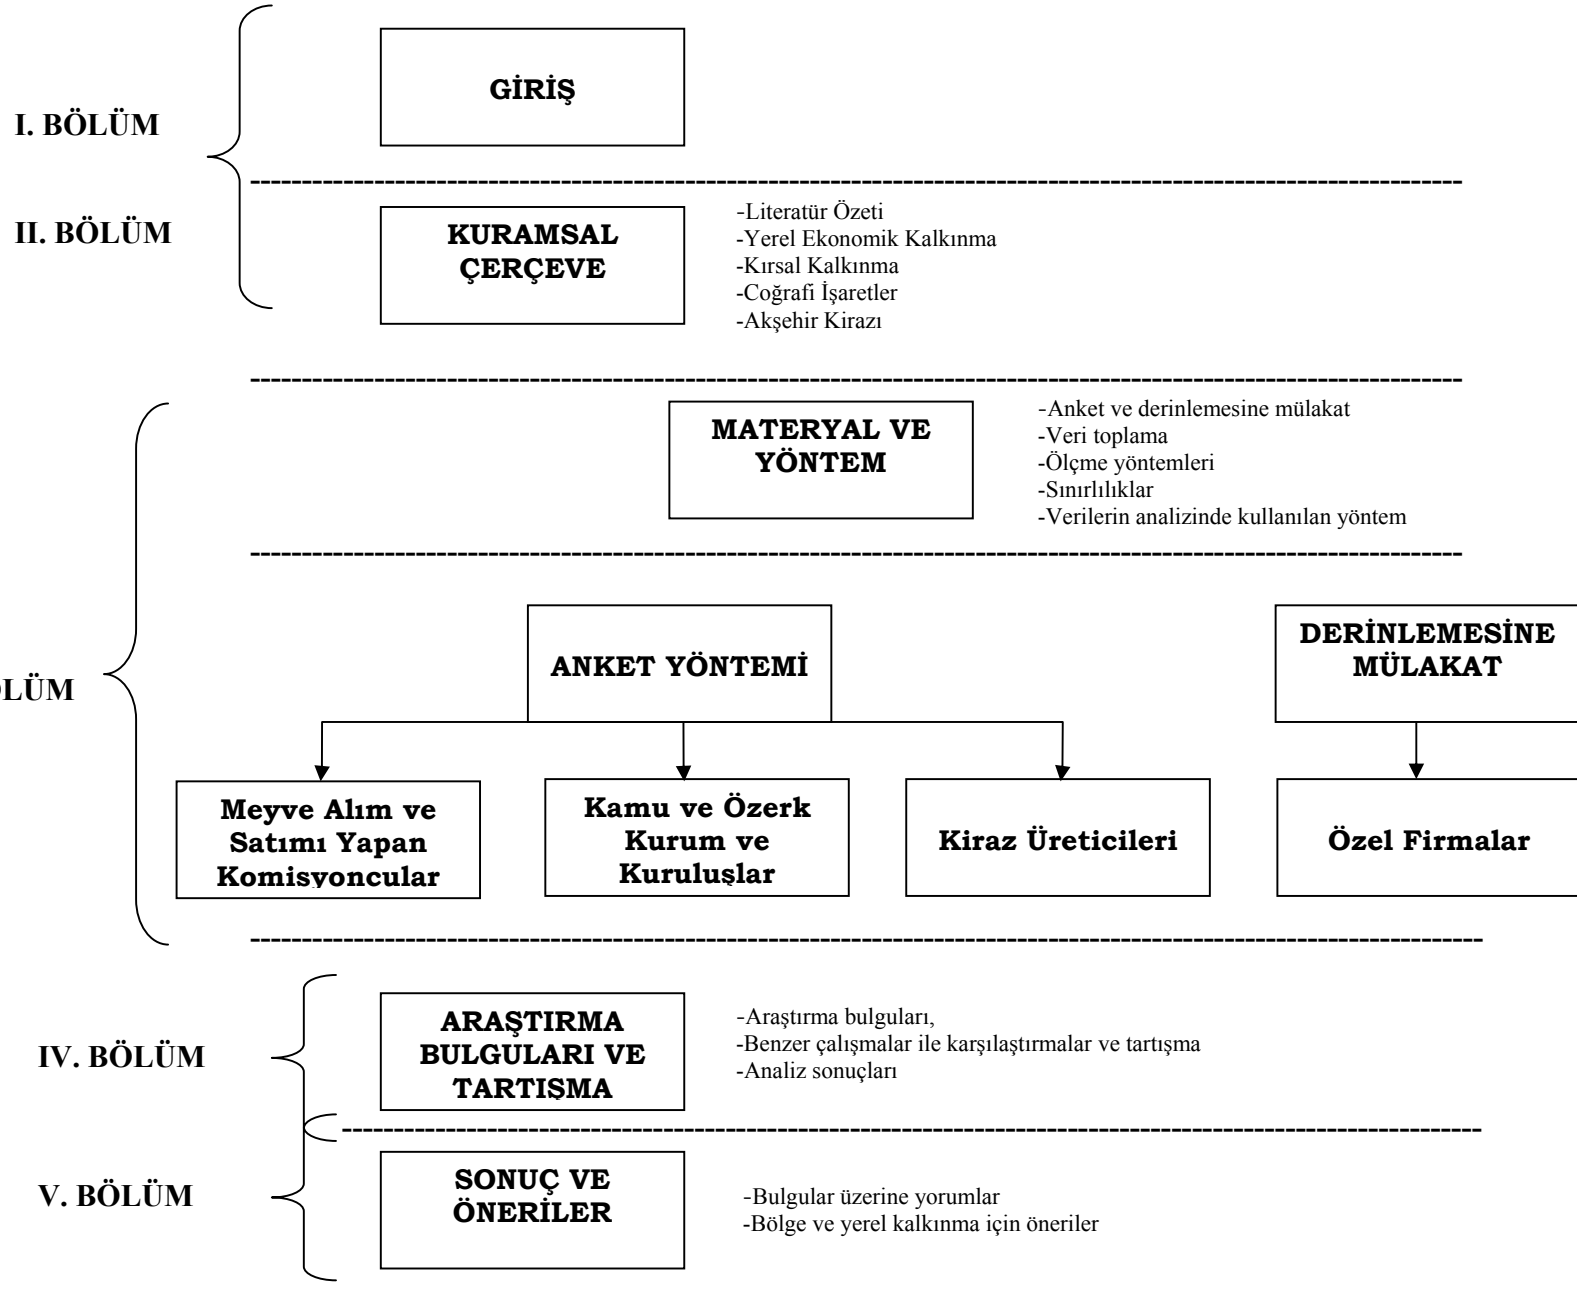 GİRİŞ
I. BÖLÜM
II. BÖLÜM
KURAMSAL
ÇERÇEVE
-Literatür Özeti
-Yerel Ekonomik Kalkınma
-Kırsal Kalkınma
-Coğrafi İşaretler
-Akşehir Kirazı
MATERYAL VE
YÖNTEM
-Anket ve derinlemesine mülakat
-Veri toplama
-Ölçme yöntemleri
-Sınırlılıklar
-Verilerin analizinde kullanılan yöntem
ANKET YÖNTEMİ
DERİNLEMESİNE
MÜLAKAT
ÖLÜM
Meyve Alım ve
Satımı Yapan
Komisyoncular
Kamu ve Özerk
Kurum ve
Kuruluşlar
Kiraz Üreticileri
Özel Firmalar
IV. BÖLÜM
ARAŞTIRMA
BULGULARI VE
TARTIŞMA
-Araştırma bulguları,
-Benzer çalışmalar ile karşılaştırmalar ve tartışma
-Analiz sonuçları
V. BÖLÜM
SONUÇ VE
ÖNERİLER
-Bulgular üzerine yorumlar
-Bölge ve yerel kalkınma için öneriler